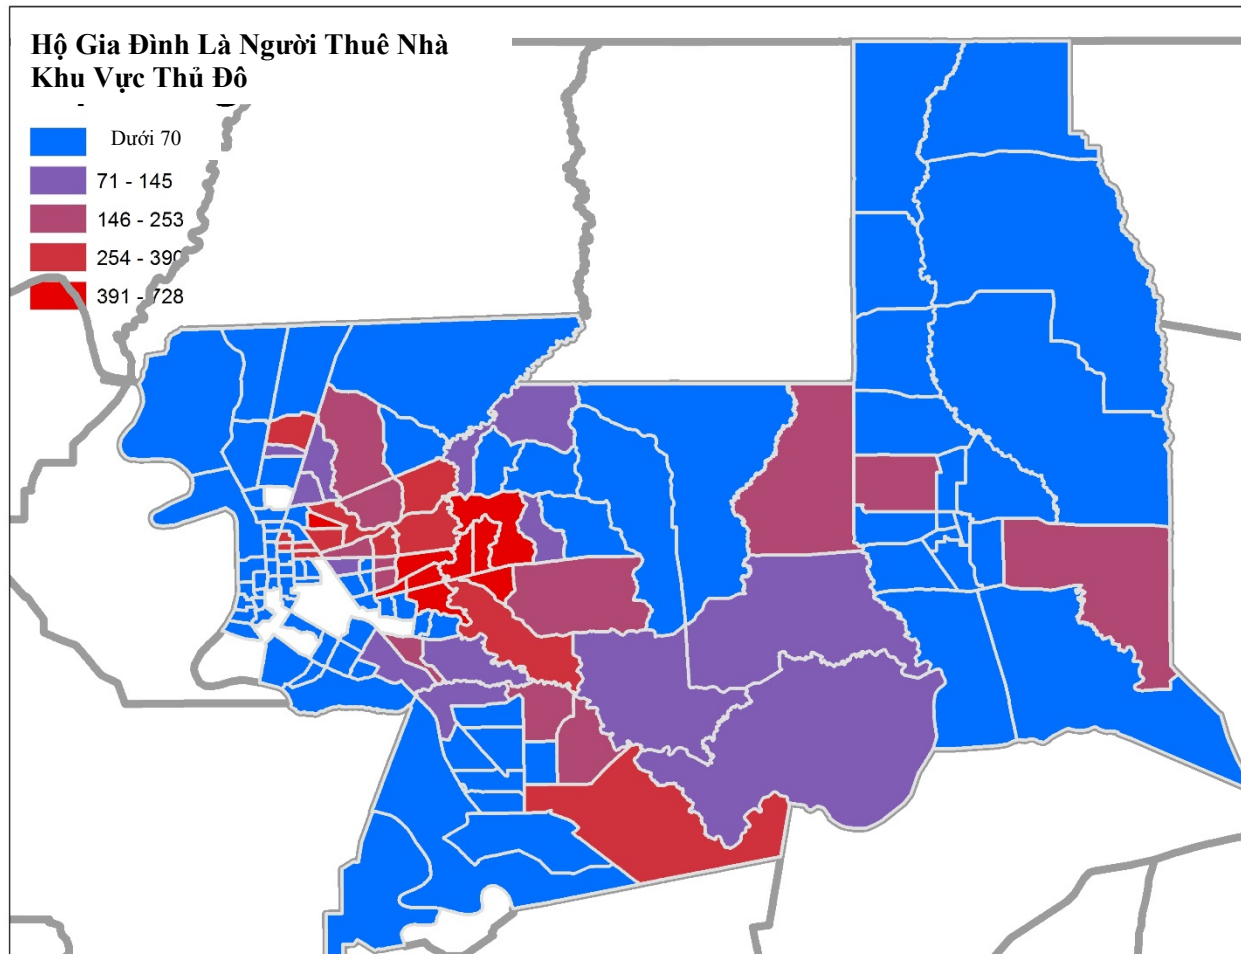 Hộ Gia Đình Là Người Thuê Nhà
Khu Vực Thủ Đô
Dưới 70
71 - 145
146 - 253
254 - 390
391 - 728